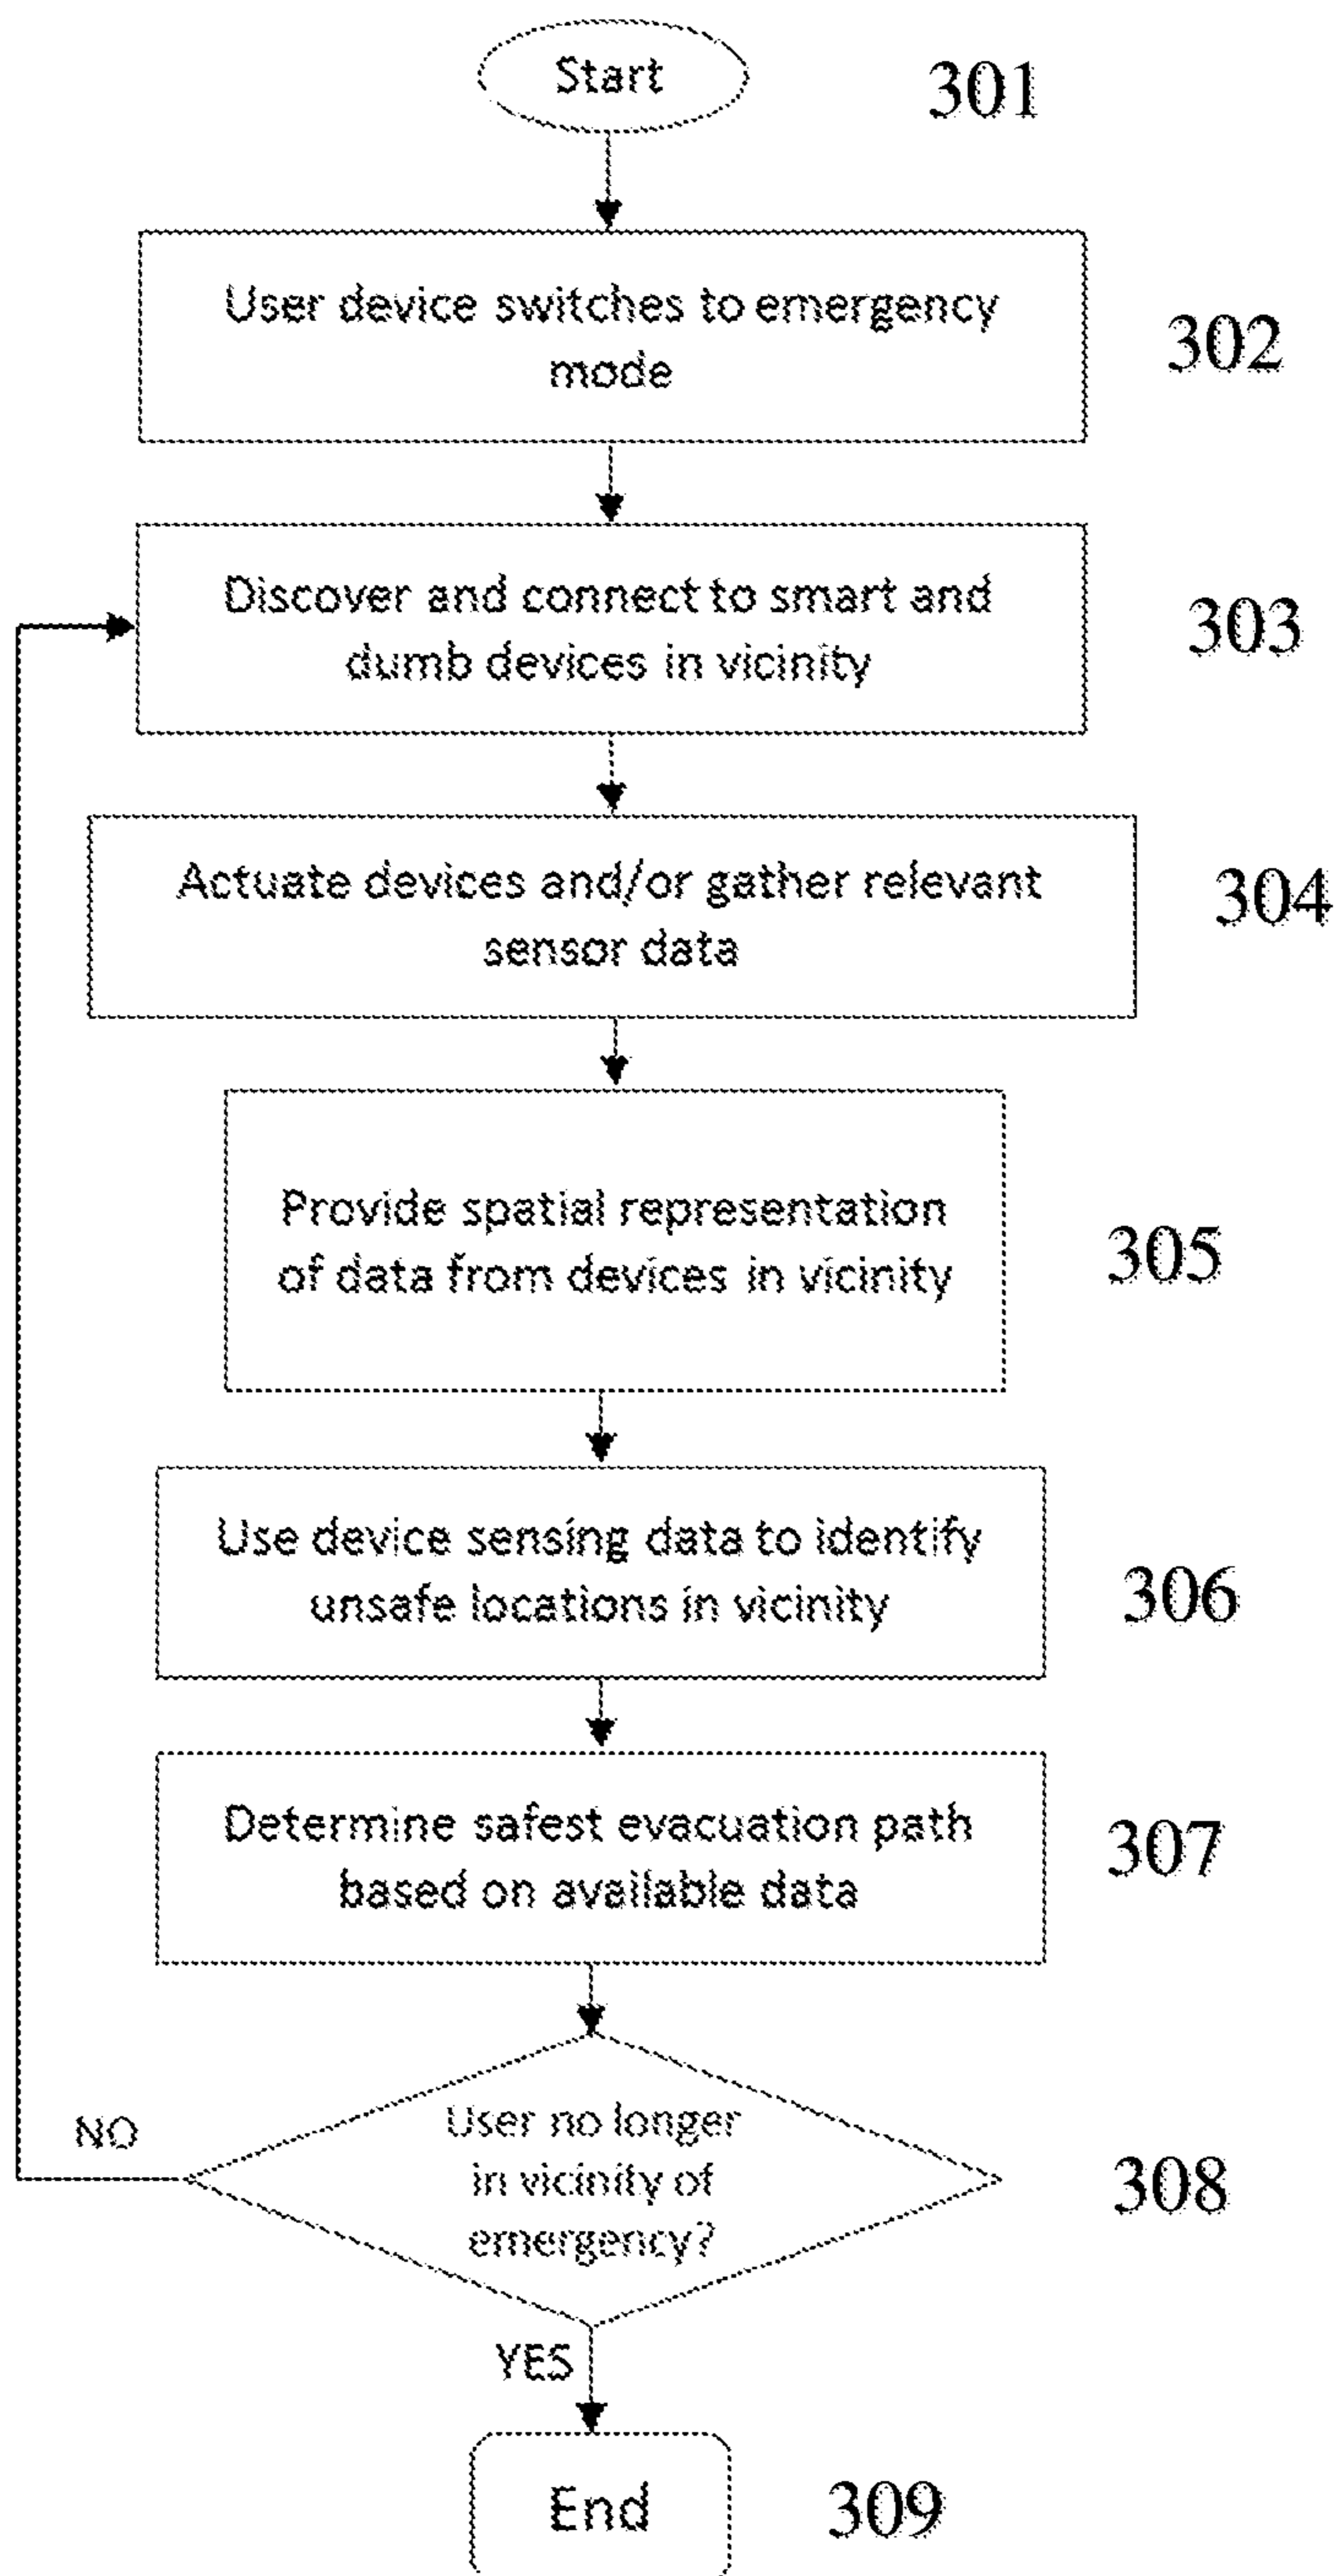 Start
301
User device switches to emergency
mode
302
Discover and connect to smart and
dumb devices in vicinity
303
Actuate devices and/or gather relevant
sensor data
304
Provide spatial representation
of data from devices in vicinity
305
Use device sensing data to identify
unsafe locations in vicinity
306
Determine safest evacuation path
based on available data
307
NO
User no longer
in vicinity of
emergency?
308
YES
End
309